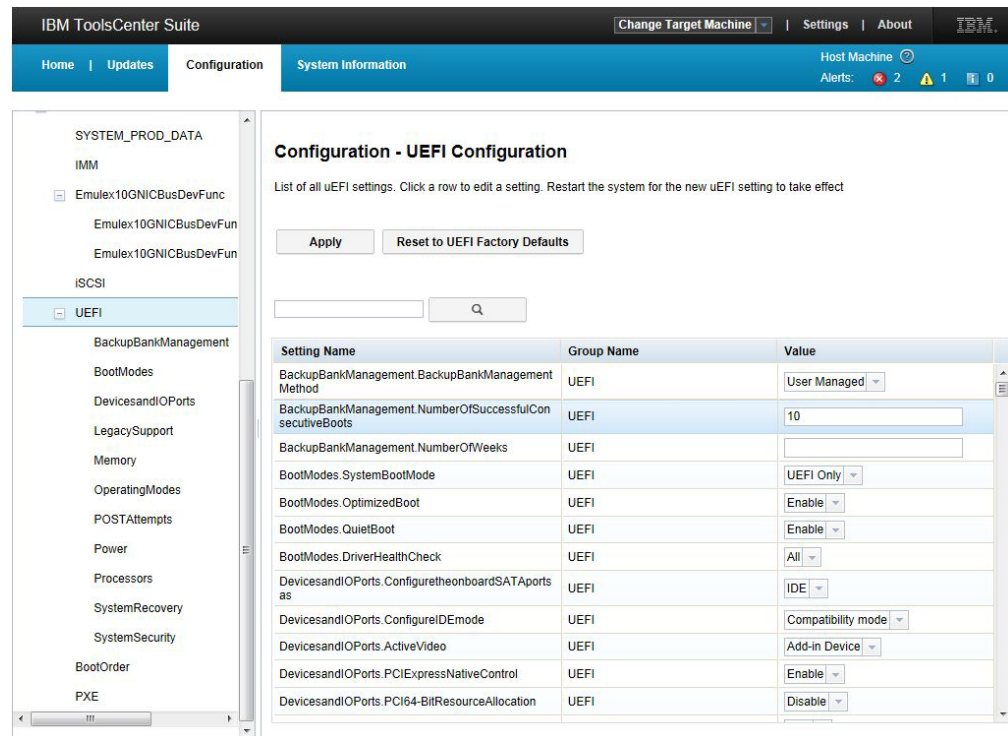 IBM ToolsCenter Suite
Change Target Machine | Settings | About
IBM.
Home | Updates
Configuration
System Information
Host Machine ?
Alerts: 2 1 0
SYSTEM_PROD_DATA
IMM
Emulex10GNICBusDevFunc
Emulex10GNICBusDevFun
Emulex10GNICBusDevFun
iSCSI
UEFI
BackupBankManagement
BootModes
DevicesandIOPorts
LegacySupport
Memory
OperatingModes
POSTAttempts
Power
Processors
SystemRecovery
SystemSecurity
BootOrder
PXE
Configuration - UEFI Configuration
List of all uEFI settings. Click a row to edit a setting. Restart the system for the new uEFI setting to take effect
Apply
Reset to UEFI Factory Defaults
Setting Name Group Name Value
BackupBankManagement.BackupBankManagement
Method UEFI User Managed
BackupBankManagement.NumberOfSuccessfulCon
secutiveBoots UEFI 10
BackupBankManagement.NumberOfWeeks UEFI
BootModes.SystemBootMode UEFI UEFI Only
BootModes.OptimizedBoot UEFI Enable
BootModes.QuietBoot UEFI Enable
BootModes.DriverHealthCheck UEFI All
DevicesandIOPorts.ConfiguretheonboardSATAports
as UEFI IDE
DevicesandIOPorts.ConfigureIDEmode UEFI Compatibility mode
DevicesandIOPorts.ActiveVideo UEFI Add-in Device
DevicesandIOPorts.PCIExpressNativeControl UEFI Enable
DevicesandIOPorts.PCI64-BitResourceAllocation UEFI Disable